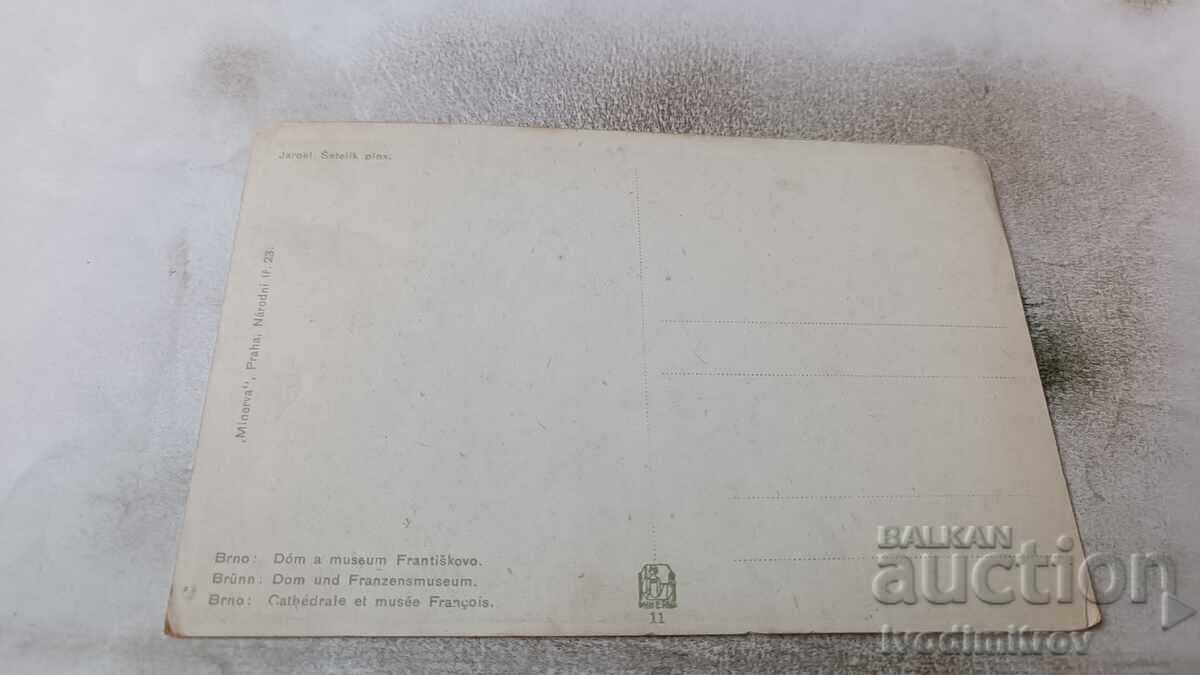 Jarosl. Šetelík pinx.
„Minerva", Praha, Národní tř. 23.
Brno: Dóm a museum Františkovo.
Brünn: Dom und Franzensmuseum.
Brno: Cathédrale et musée François.
MINERVA
11
BALKAN
auction
Ivodimitrov